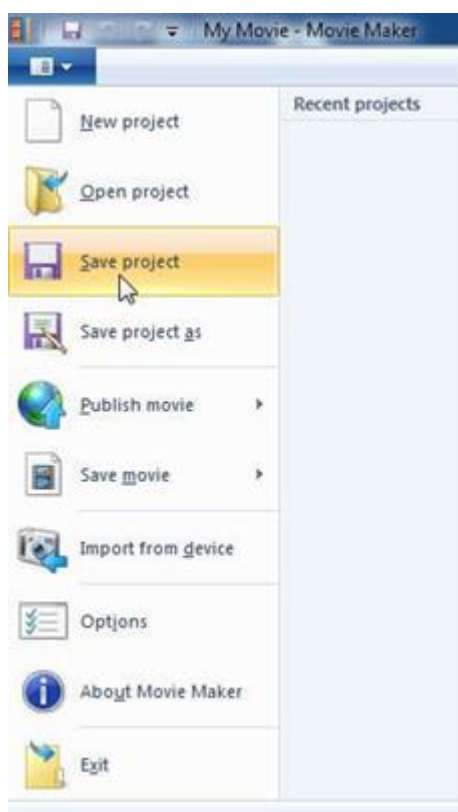 My Movie - Movie Maker
Recent projects
New project
Open project
Save project
Save project as
Publish movie
Save movie
Import from device
Options
About Movie Maker
Exit